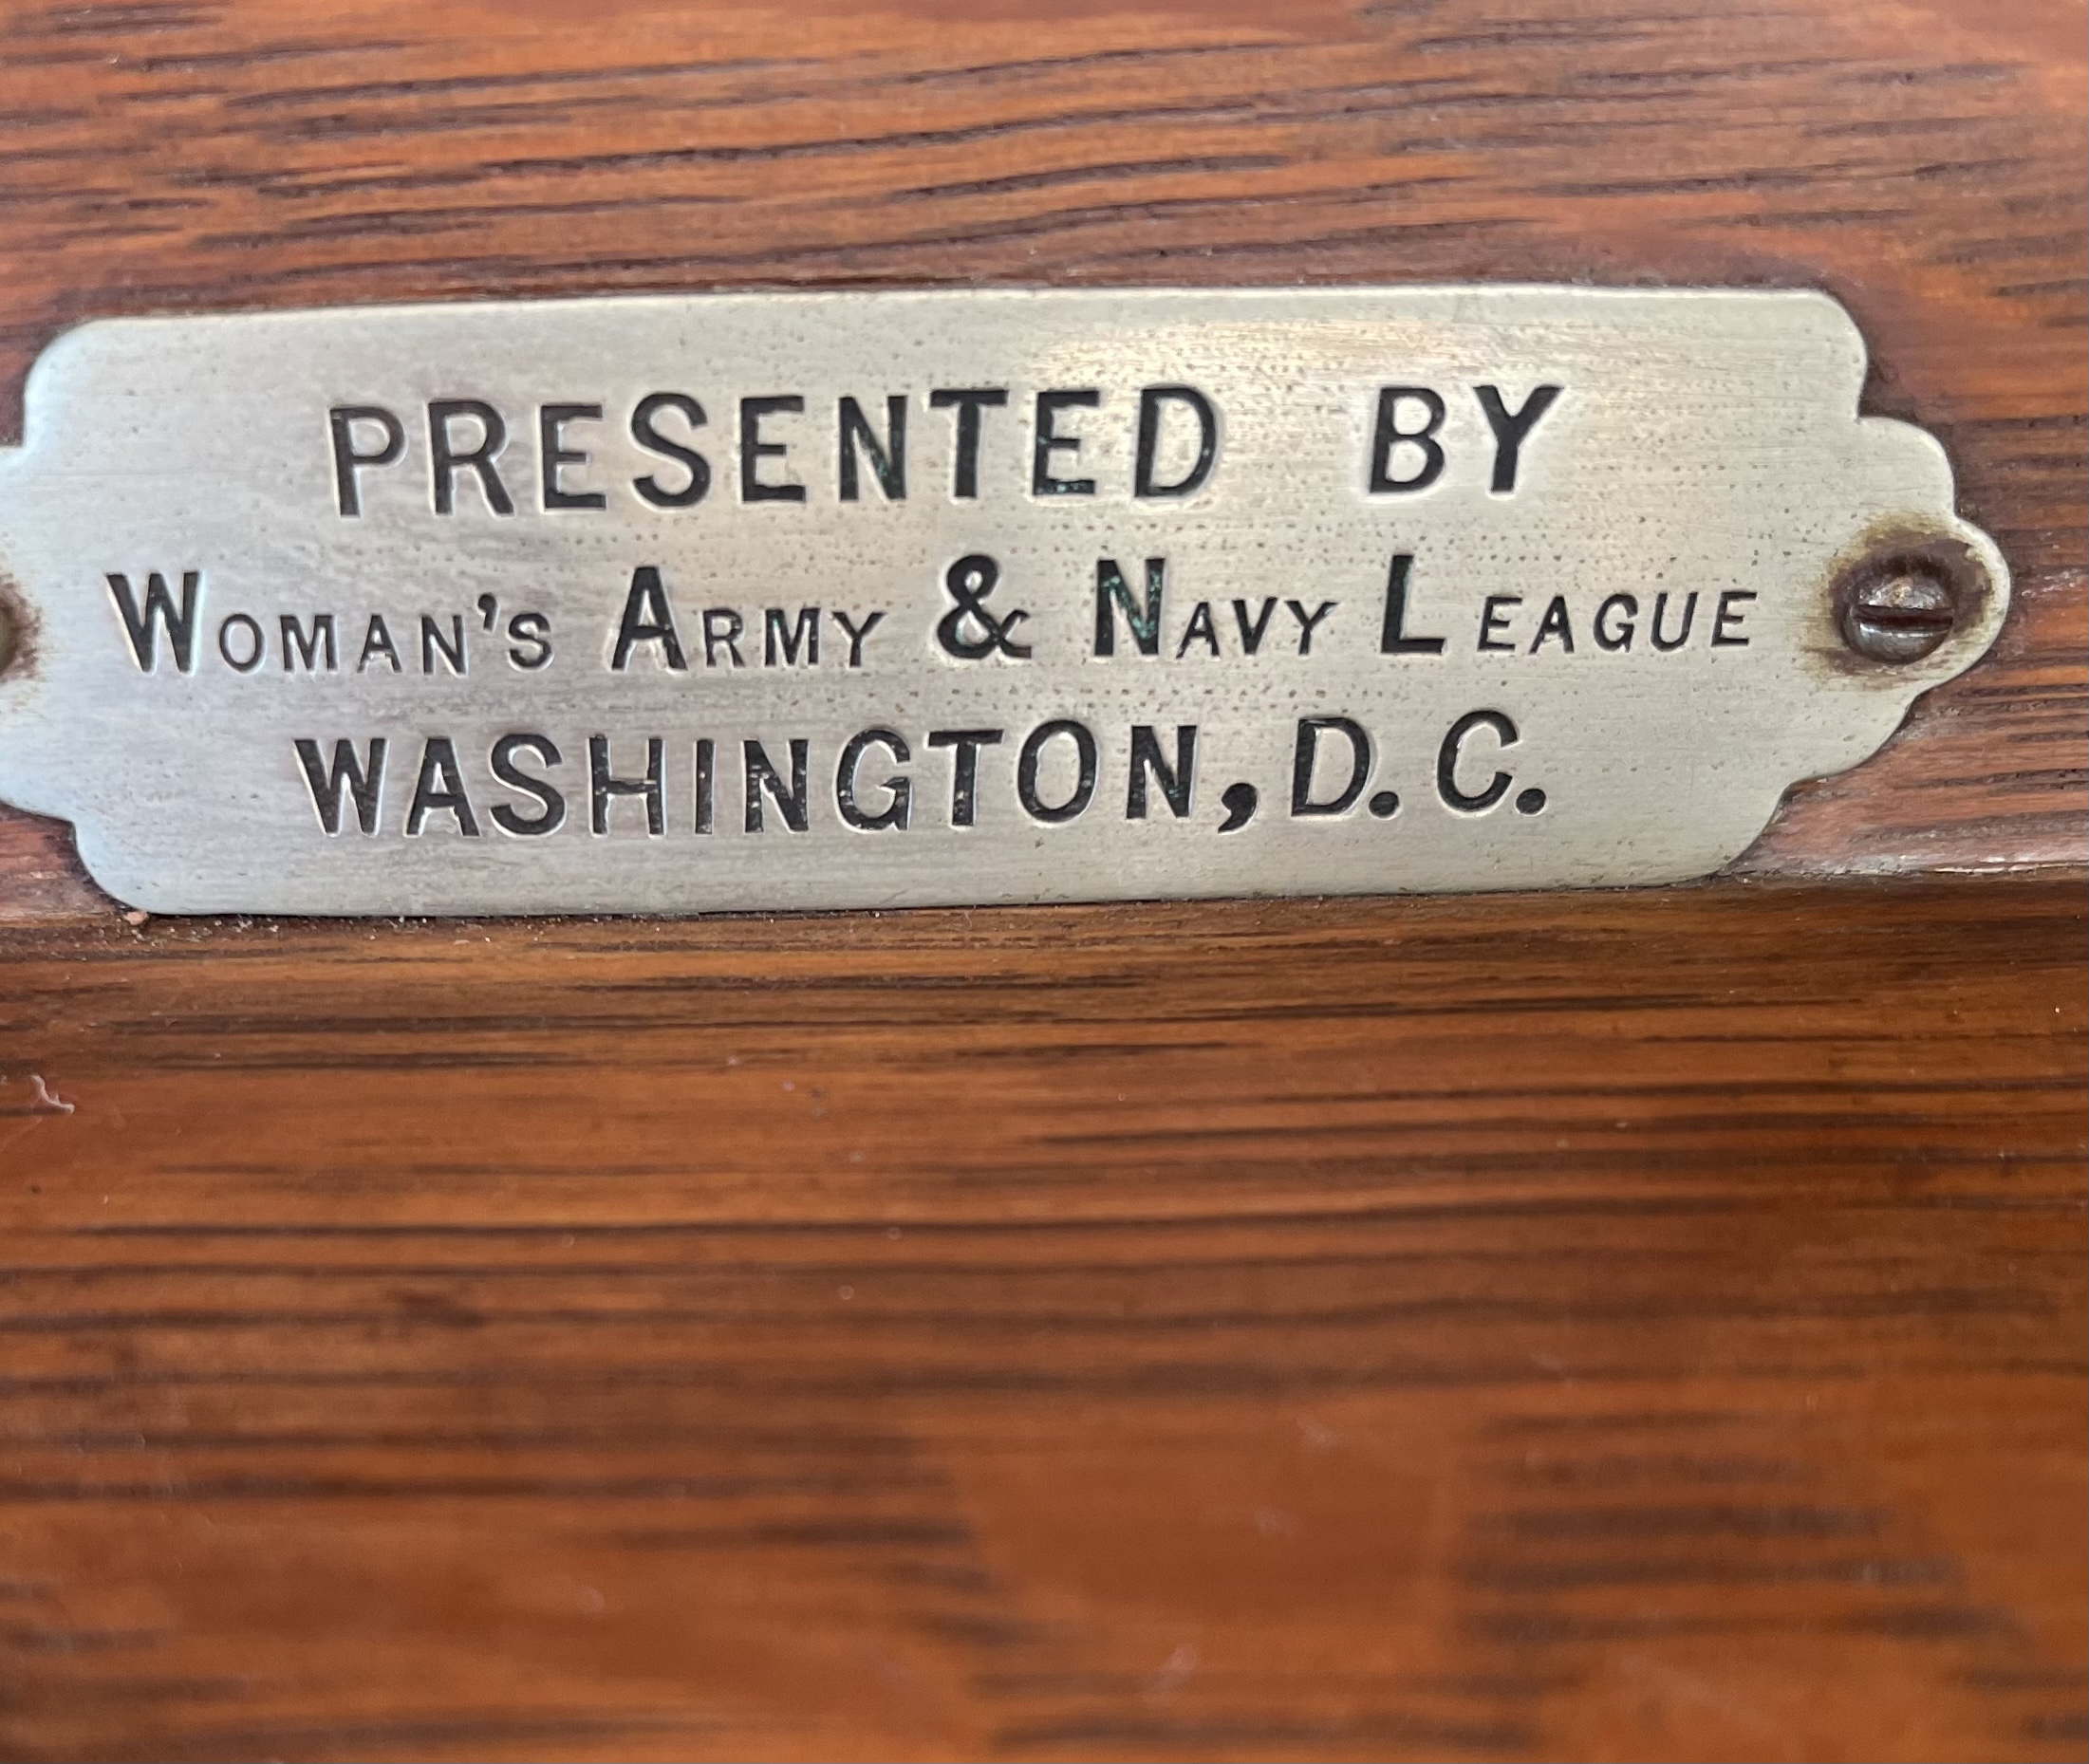 PRESENTED BY
WOMAN'S ARMY & NAVY LEAGUE
WASHINGTON, D. C.